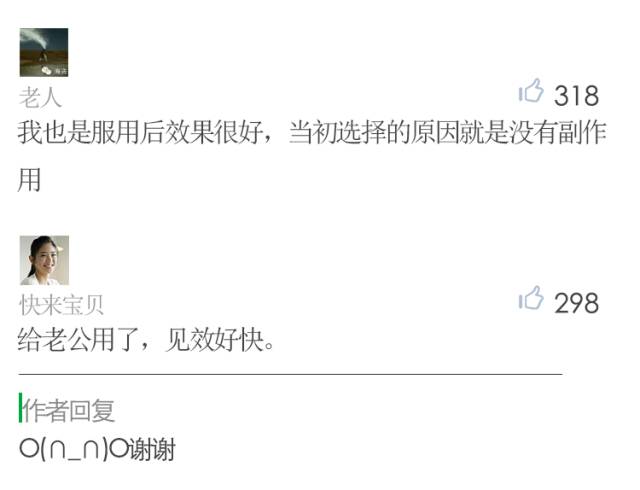 老人
318
我也是服用后效果很好，当初选择的原因就是没有副作
用
快来宝贝
298
给老公用了，见效好快。
作者回复
O(∩_∩)O谢谢